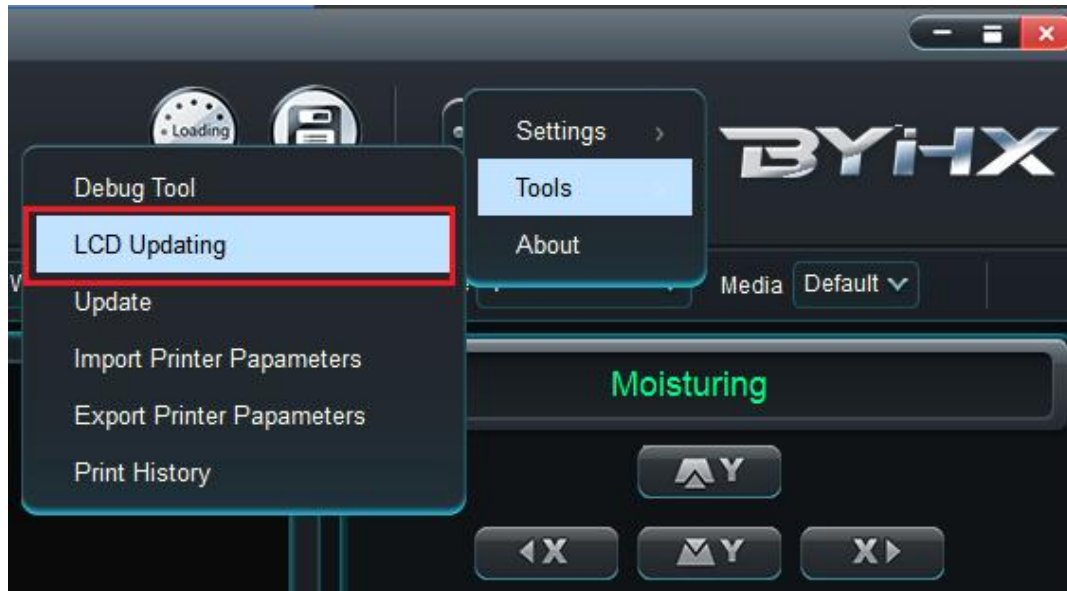 Loading
BYHX
Settings
Tools
About
Debug Tool
LCD Updating
Update
Import Printer Papameters
Export Printer Papameters
Print History
Media Default
Moisturing
Y
X Y X